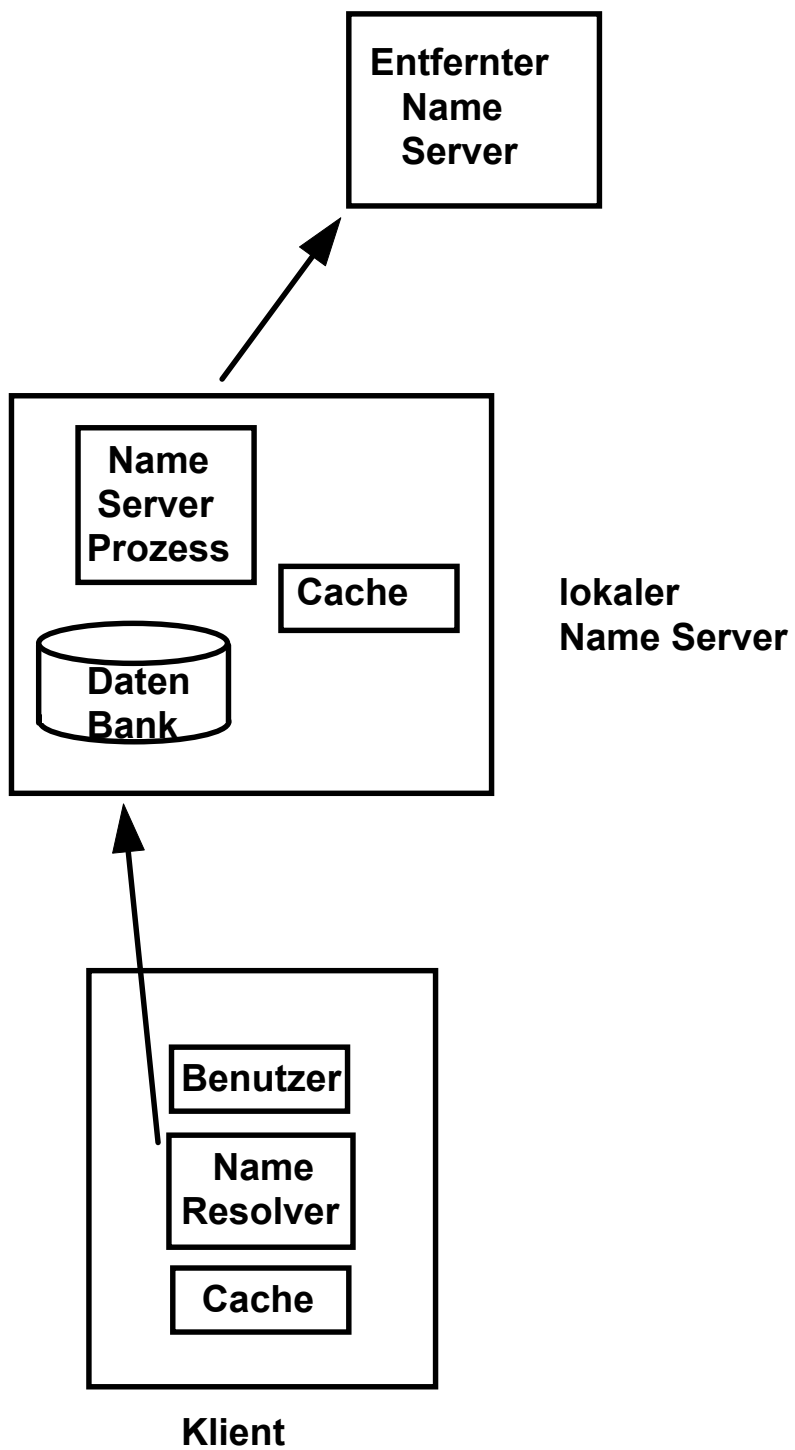 Entfernter
Name
Server
Name
Server
Prozess
Cache
Daten
Bank
lokaler
Name Server
Benutzer
Name
Resolver
Cache
Klient